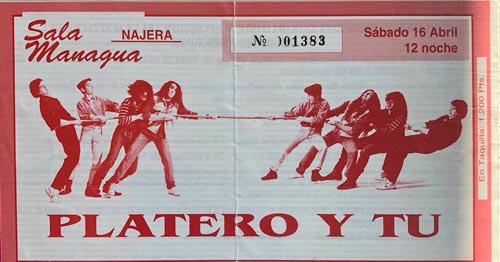 Sala
Managua
NAJERA
Nº 001383
Sábado 16 Abril
12 noche
En Taquilla: 1.200 Pts.
PLATERO Y TU